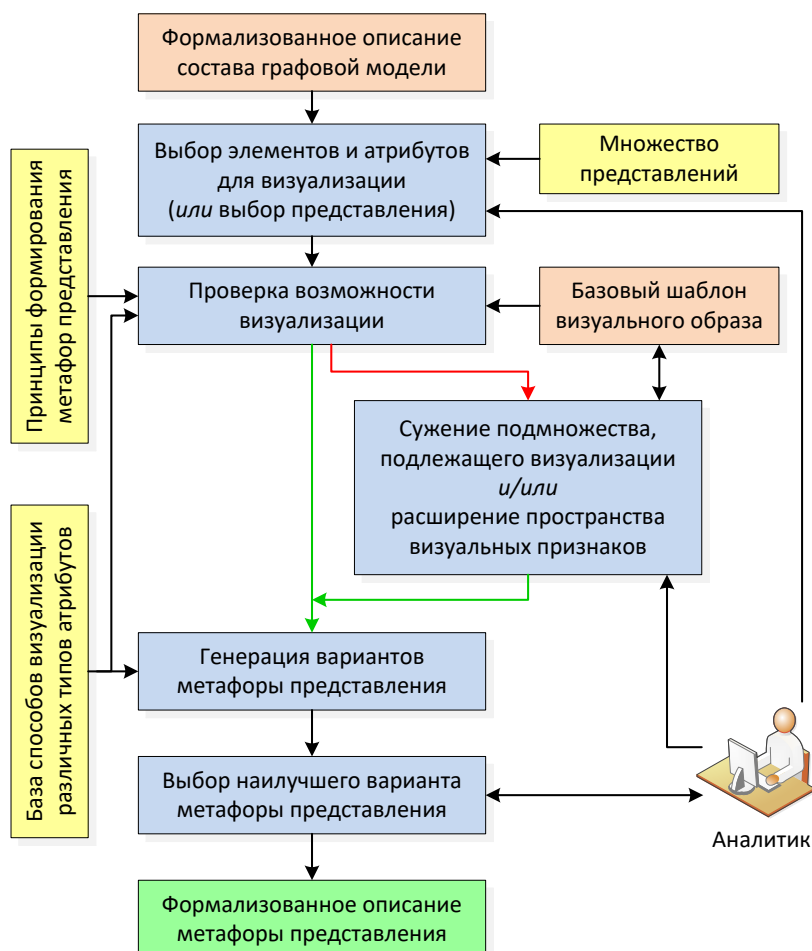 Формализованное описание
состава графовой модели
Выбор элементов и атрибутов
для визуализации
(или выбор представления)
Множество
представлений
Принципы формирования
метафор представления
Проверка возможности
визуализации
Базовый шаблон
визуального образа
Сужение подмножества,
подлежащего визуализации
и/или
расширение пространства
визуальных признаков
База способов визуализации
различных типов атрибутов
Генерация вариантов
метафоры представления
Выбор наилучшего варианта
метафоры представления
Аналитик
Формализованное описание
метафоры представления